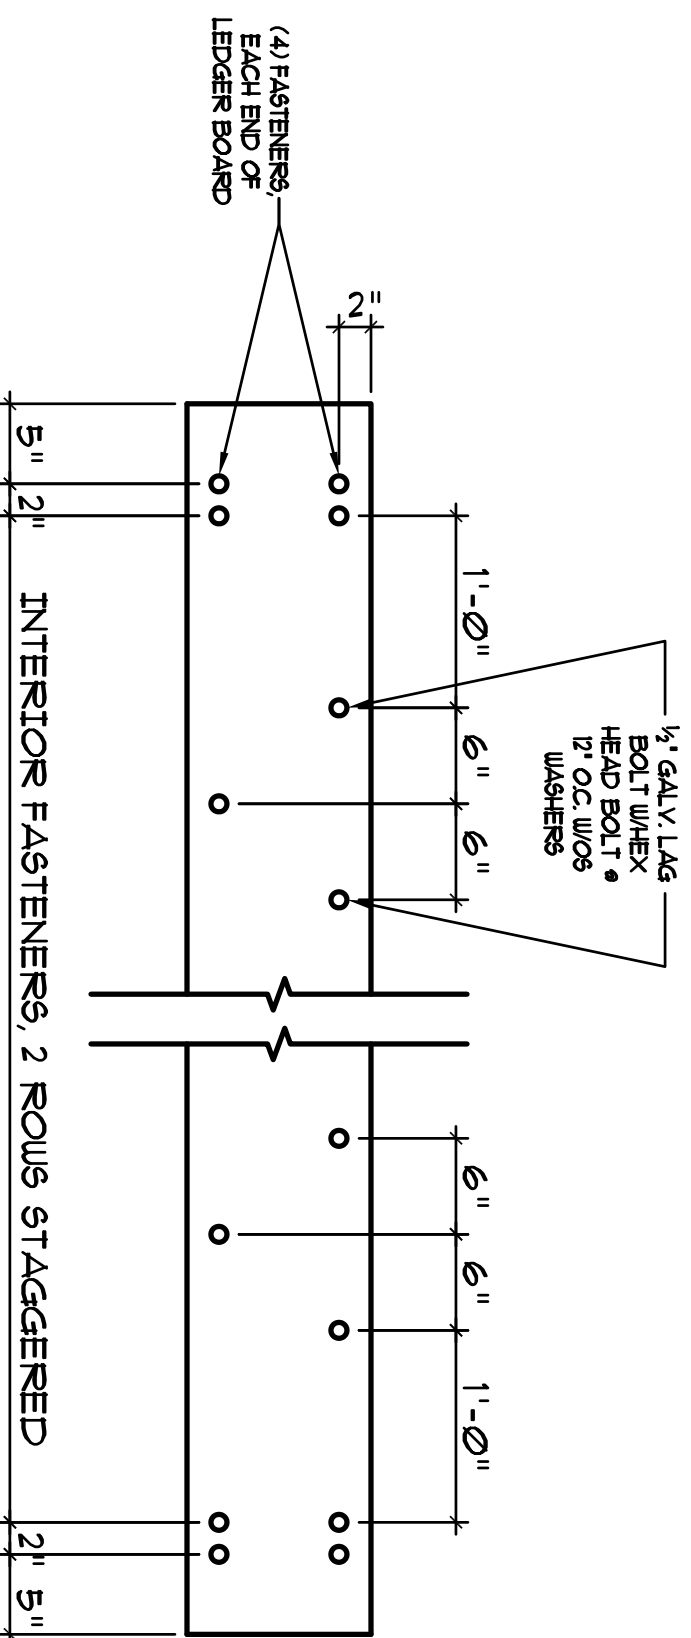 ½" GALV. LAG
BOLT W/HEX
HEAD BOLT @
12" O.C. W/OS
WASHERS
1'-0" 6" 6" 6" 6" 1'-0"
2"
(4) FASTENERS,
EACH END OF
LEDGER BOARD
5" 2" INTERIOR FASTENERS, 2 ROWS STAGGERED 2" 5"